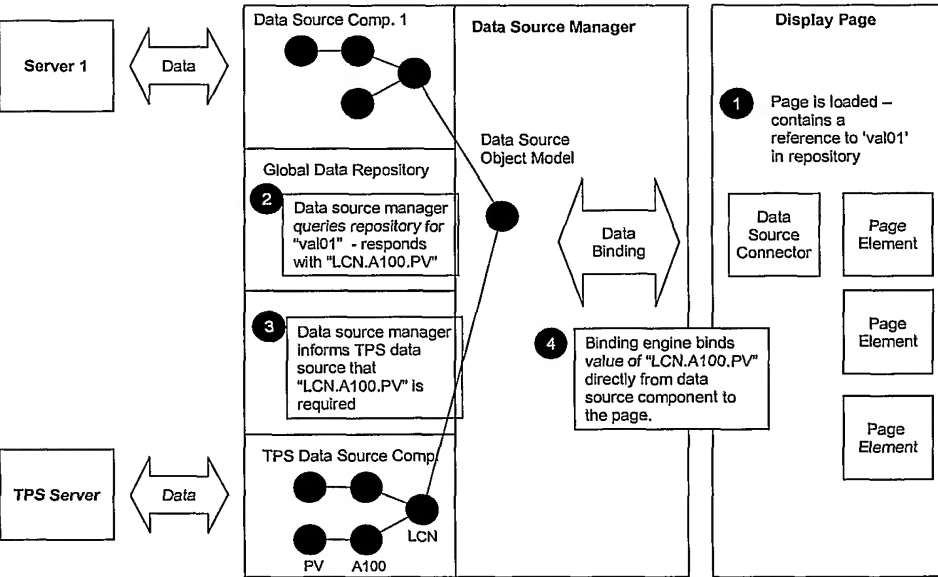 Server 1
Data
Data Source Comp. 1
Data Source Manager
Data Source
Object Model
Global Data Repository
2
Data source manager
queries repository for
"val01" - responds
with "LCN.A100.PV"
3
Data source manager
informs TPS data
source that
"LCN.A100.PV" is
required
TPS Server
Data
TPS Data Source Comp.
LCN
PV
A100
Data
Binding
4
Binding engine binds
value of "LCN.A100.PV"
directly from data
source component to
the page.
Display Page
1
Page is loaded –
contains a
reference to 'val01'
in repository
Data
Source
Connector
Page
Element
Page
Element
Page
Element